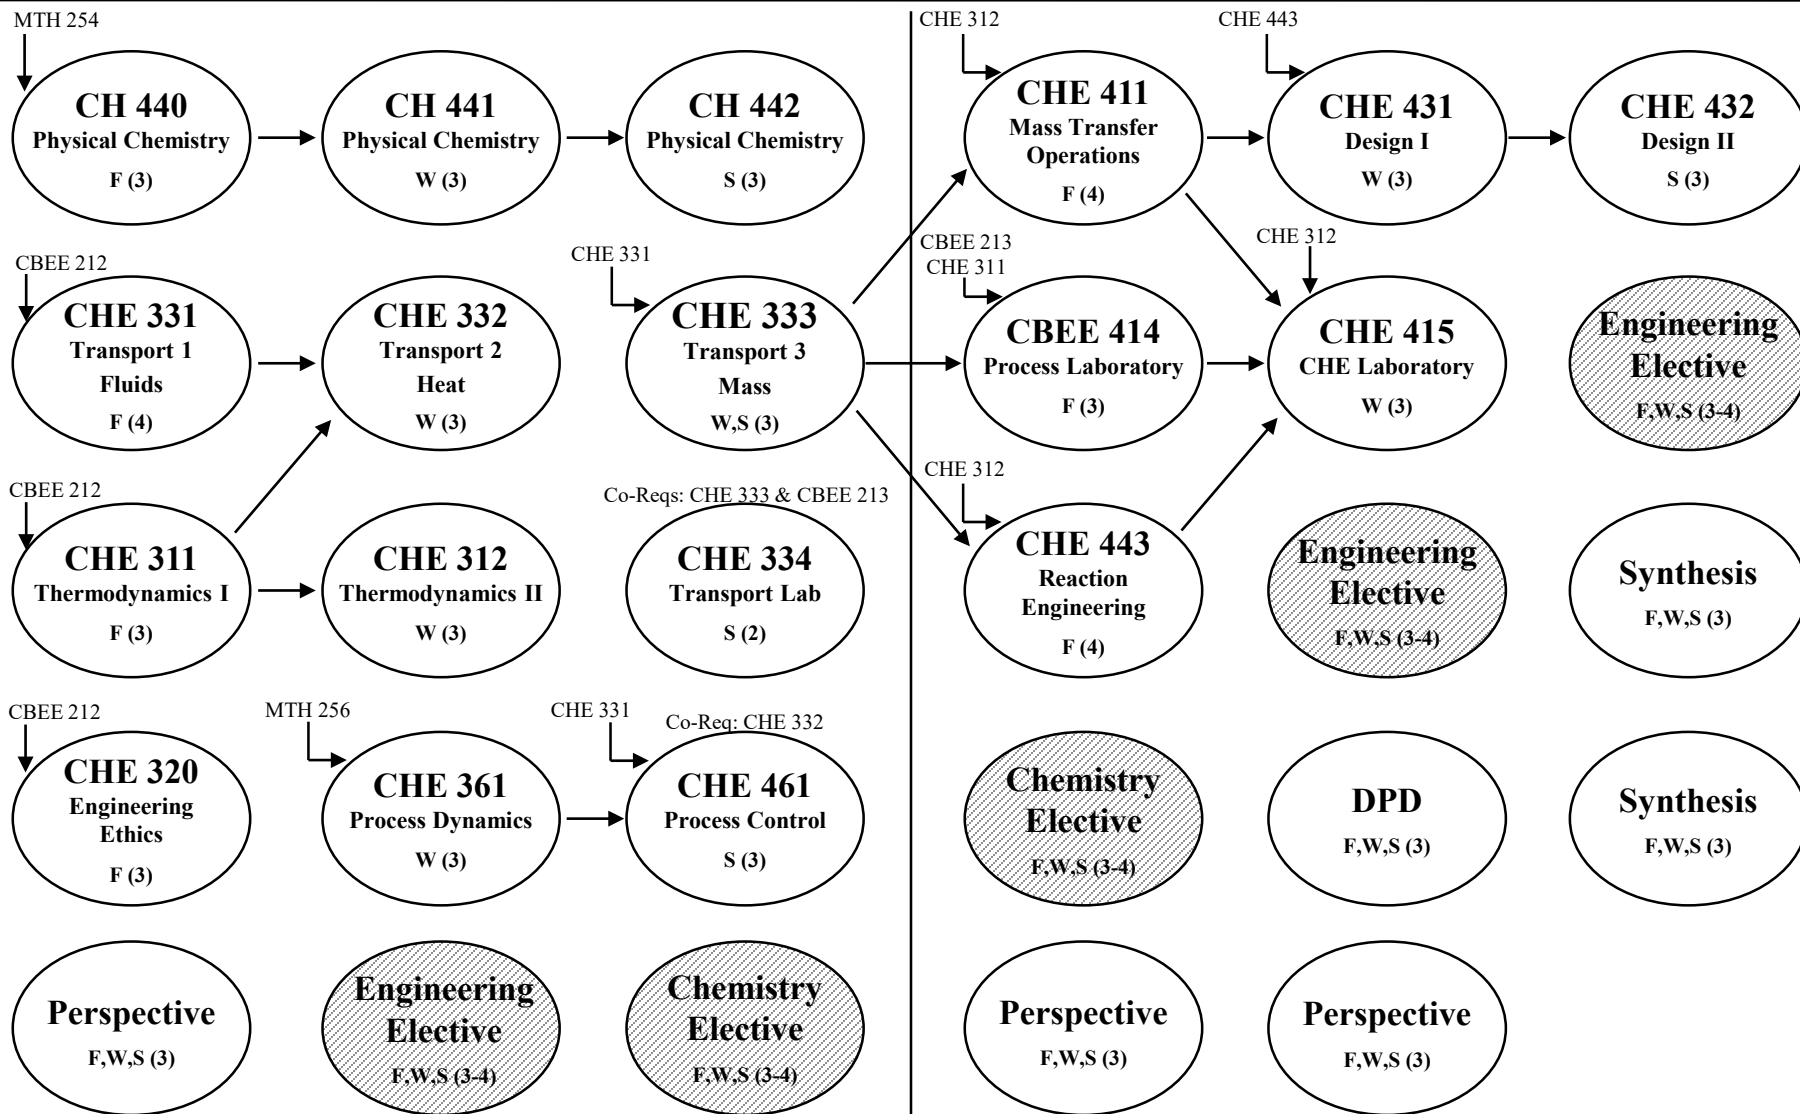 MTH 254
CH 440
Physical Chemistry
F (3)
CH 441
Physical Chemistry
W (3)
CH 442
Physical Chemistry
S (3)
CBEE 212
CHE 331
Transport 1
Fluids
F (4)
CHE 332
Transport 2
Heat
W (3)
CHE 331
CHE 333
Transport 3
Mass
W,S (3)
CBEE 212
CHE 311
Thermodynamics I
F (3)
CHE 312
Thermodynamics II
W (3)
Co-Reqs: CHE 333 & CBEE 213
CHE 334
Transport Lab
S (2)
CBEE 212
CHE 320
Engineering
Ethics
F (3)
MTH 256
CHE 361
Process Dynamics
W (3)
CHE 331
Co-Req: CHE 332
CHE 461
Process Control
S (3)
Perspective
F,W,S (3)
Engineering
Elective
F,W,S (3-4)
Chemistry
Elective
F,W,S (3-4)
CHE 312
CHE 411
Mass Transfer
Operations
F (4)
CHE 443
CHE 431
Design I
W (3)
CHE 432
Design II
S (3)
CBEE 213
CHE 311
CBEE 414
Process Laboratory
F (3)
CHE 312
CHE 415
CHE Laboratory
W (3)
Engineering
Elective
F,W,S (3-4)
CHE 312
CHE 443
Reaction
Engineering
F (4)
Engineering
Elective
F,W,S (3-4)
Synthesis
F,W,S (3)
Chemistry
Elective
F,W,S (3-4)
DPD
F,W,S (3)
Synthesis
F,W,S (3)
Perspective
F,W,S (3)
Perspective
F,W,S (3)